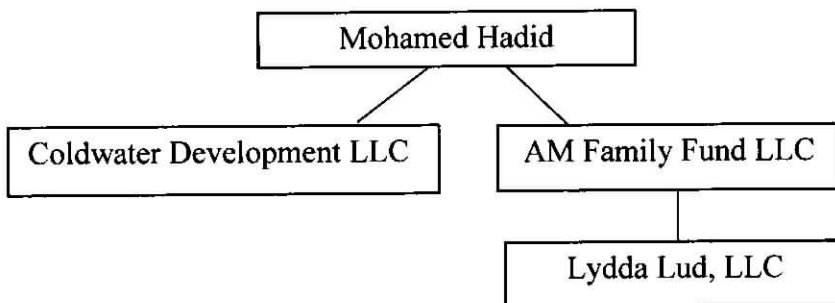 Mohamed Hadid
Coldwater Development LLC
AM Family Fund LLC
Lydda Lud, LLC